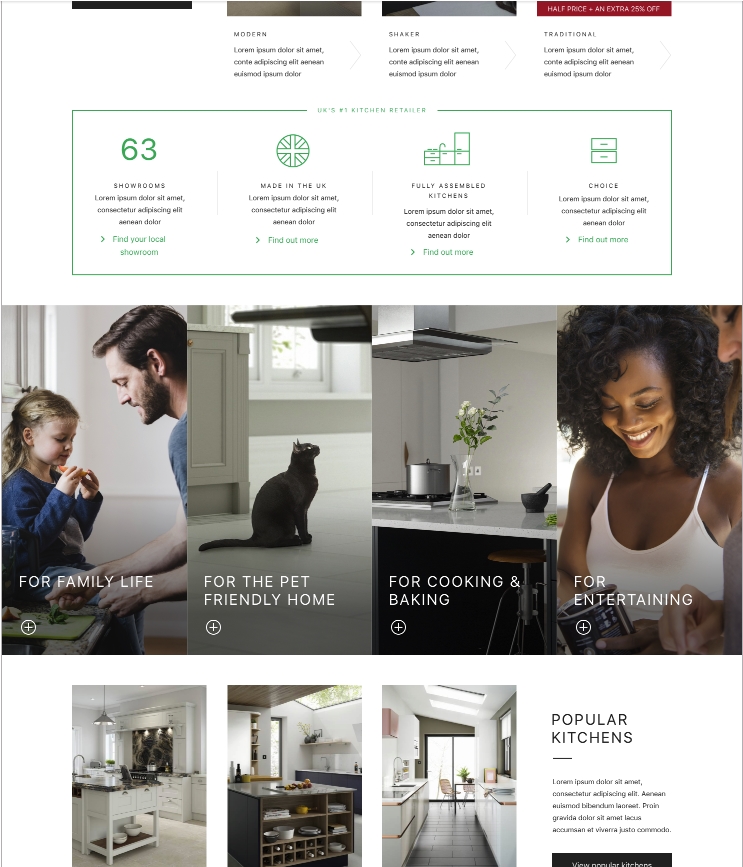 HALF PRICE + AN EXTRA 25% OFF
MODERN
Lorem ipsum dolor sit amet,
conte adipiscing elit aenean
euismod ipsum dolor
SHAKER
Lorem ipsum dolor sit amet,
conte adipiscing elit aenean
euismod ipsum dolor
TRADITIONAL
Lorem ipsum dolor sit amet,
conte adipiscing elit aenean
euismod ipsum dolor
UK'S #1 KITCHEN RETAILER
63
SHOWROOMS
Lorem ipsum dolor sit amet,
consectetur adipiscing elit
aenean dolor
Find your local
showroom
MADE IN THE UK
Lorem ipsum dolor sit amet,
consectetur adipiscing elit
aenean dolor
Find out more
FULLY ASSEMBLED
KITCHENS
Lorem ipsum dolor sit amet,
consectetur adipiscing elit
aenean dolor
Find out more
CHOICE
Lorem ipsum dolor sit amet,
consectetur adipiscing elit
aenean dolor
Find out more
FOR FAMILY LIFE
FOR THE PET
FRIENDLY HOME
FOR COOKING &
BAKING
FOR
ENTERTAINING
POPULAR
KITCHENS
Lorem ipsum dolor sit amet,
consectetur adipiscing elit. Aenean
euismod bibendum laoreet. Proin
gravida dolor sit amet lacus
accumsan et viverra justo commodo.
View popular kitchens